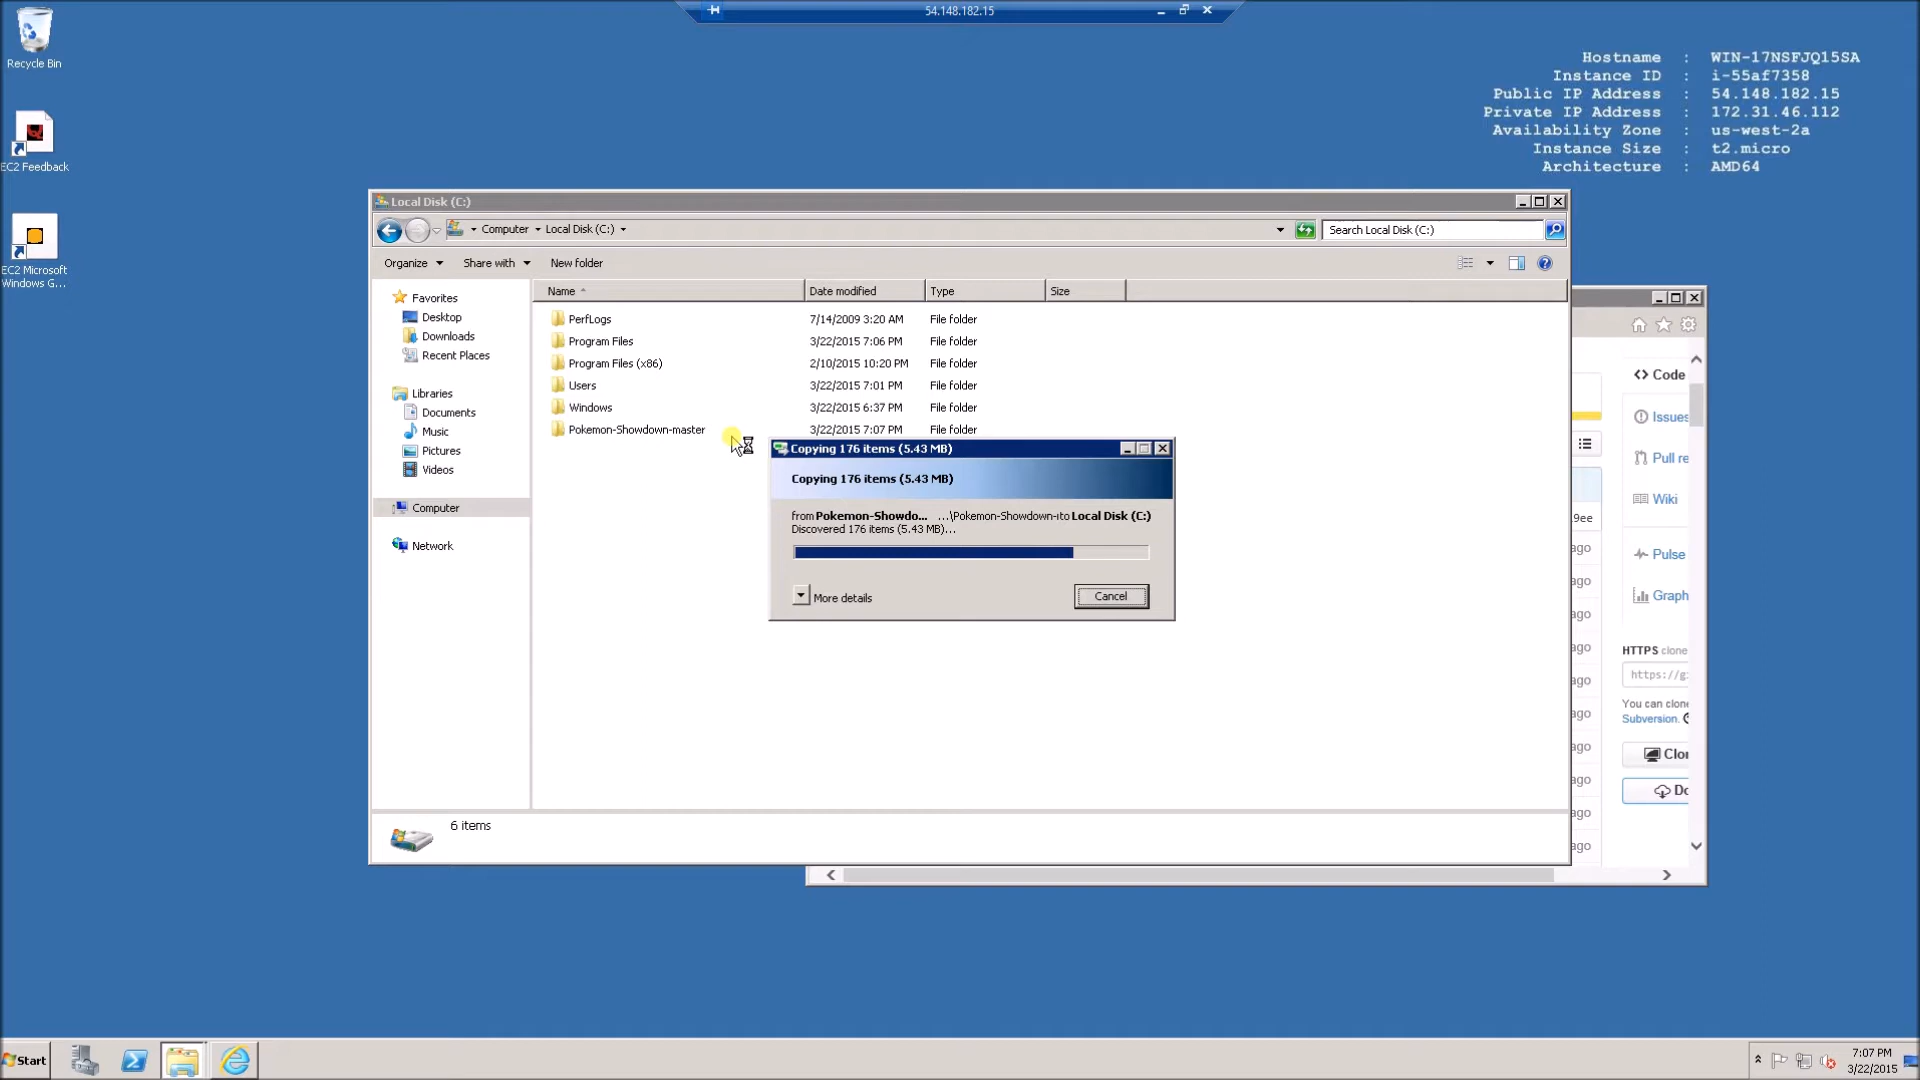 54.148.182.15
Recycle Bin
EC2 Feedback
EC2 Microsoft
Windows G...
Hostname : WIN-17NSFJQ15SA
Instance ID : i-55af7358
Public IP Address : 54.148.182.15
Private IP Address : 172.31.46.112
Availability Zone : us-west-2a
Instance Size : t2.micro
Architecture : AMD64
Local Disk (C:)
Computer Local Disk (C:)
Search Local Disk (C:)
Organize Share with New folder
Name Date modified Type Size
Favorites
Desktop
Downloads
Recent Places
Libraries
Documents
Music
Pictures
Videos
Computer
Network
PerfLogs 7/14/2009 3:20 AM File folder
Program Files 3/22/2015 7:06 PM File folder
Program Files (x86) 2/10/2015 10:20 PM File folder
Users 3/22/2015 7:01 PM File folder
Windows 3/22/2015 6:37 PM File folder
Pokemon-Showdown-master 3/22/2015 7:07 PM File folder
Copying 176 items (5.43 MB)
Copying 176 items (5.43 MB)
from Pokemon-Showdo... ...\Pokemon-Showdown-ı to Local Disk (C:)
Discovered 176 items (5.43 MB)...
More details
Cancel
6 items
Code
Issues
Pull re
Wiki
19ee
Pulse
Graph
ago
ago
ago
ago
ago
ago
ago
ago
ago
ago
HTTPS clone
https://g
You can clone
Subversion.
Clo
Do
Start
7:07 PM
3/22/2015